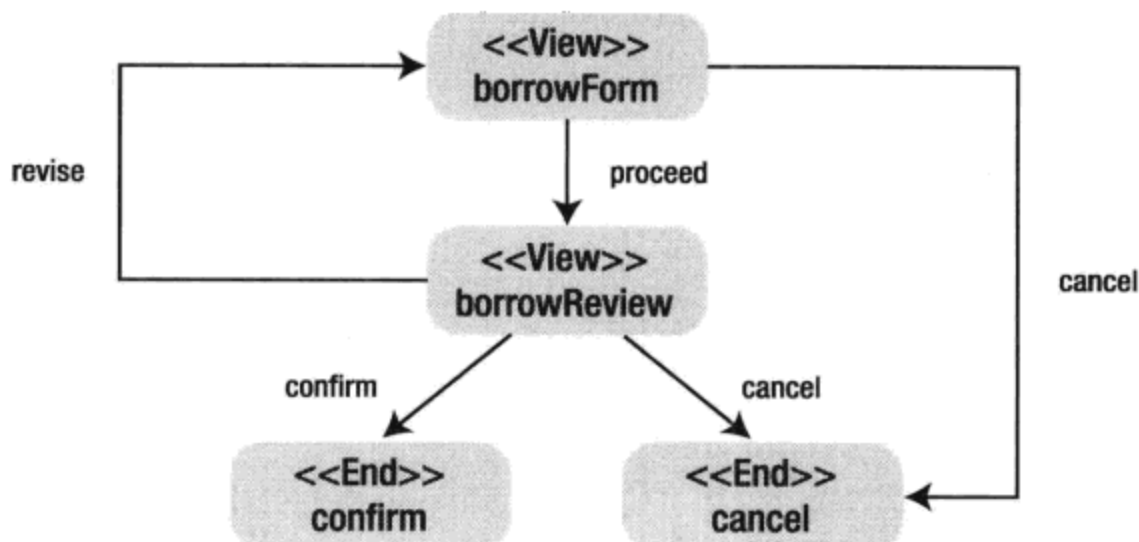 <<View>>
borrowForm
revise
proceed
<<View>>
borrowReview
cancel
confirm
cancel
<<End>>
confirm
<<End>>
cancel